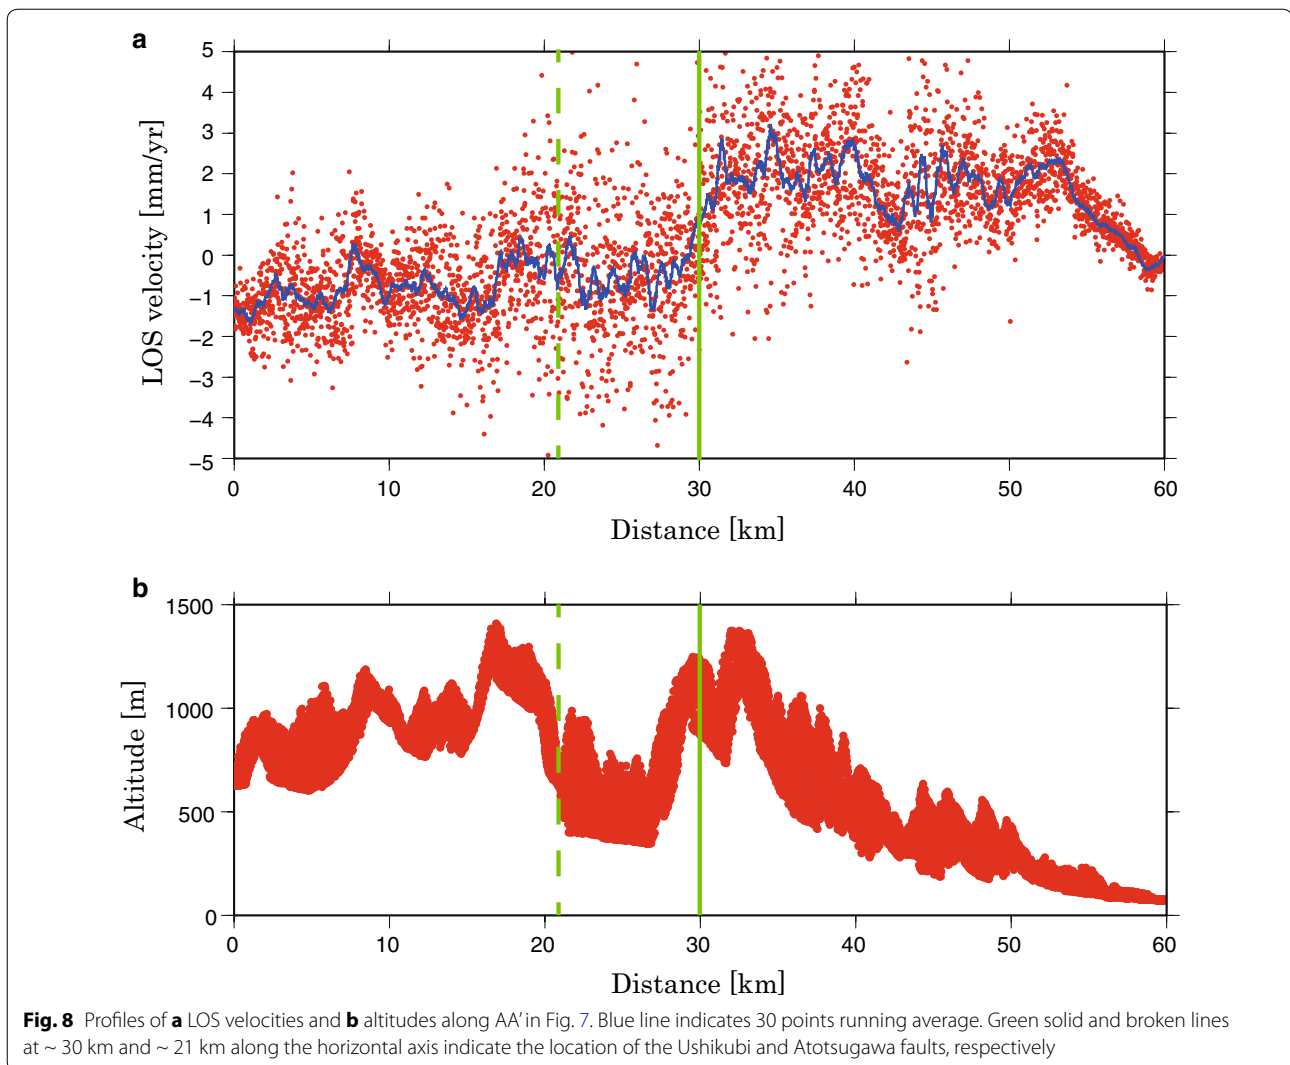 a
5
4
3
2
1
0
−1
−2
−3
−4
−5
LOS velocity [mm/yr]
0 10 20 30 40 50 60
Distance [km]
b
1500
1000
500
0
Altitude [m]
0 10 20 30 40 50 60
Distance [km]
Fig. 8 Profiles of a LOS velocities and b altitudes along AA′ in Fig. 7. Blue line indicates 30 points running average. Green solid and broken lines
at ~ 30 km and ~ 21 km along the horizontal axis indicate the location of the Ushikubi and Atotsugawa faults, respectively